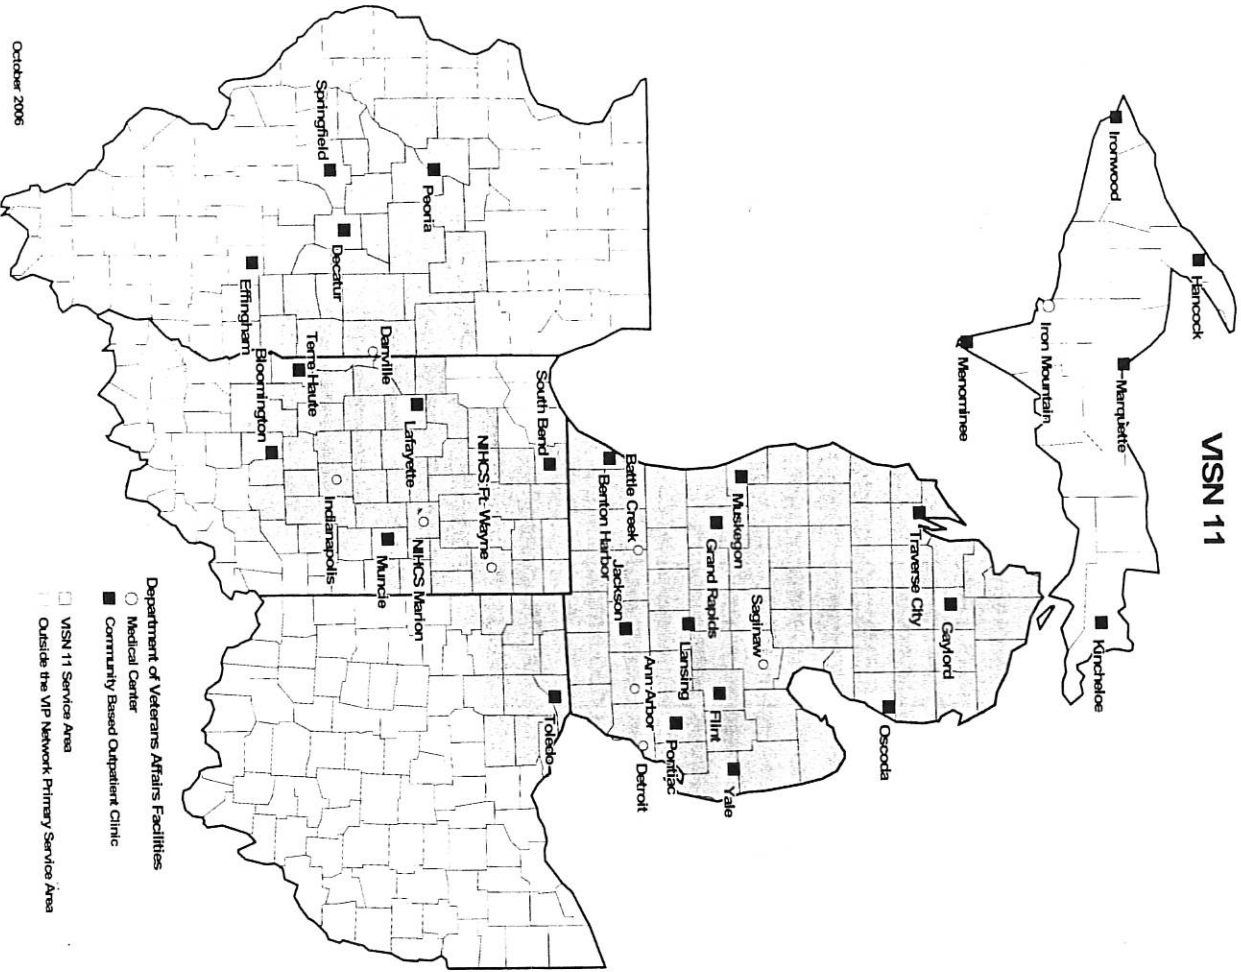 VISN 11
Hancock
Ironwood
Marquette
Iron Mountain
Kincheloe
Menominee
Gaylord
Traverse City
Oscoda
Saginaw
Muskegon
Yale
Grand Rapids
Flint
Lansing
Pontiac
Battle Creek
Ann Arbor
Detroit
Jackson
Benton Harbor
South Bend
Toledo
NIHCS Ft. Wayne
Peoria
NIHCS Marion
Lafayette
Danville
Muncie
Decatur
Springfield
Indianapolis
Terre Haute
Bloomington
Effingham
Department of Veterans Affairs Facilities
Medical Center
Community Based Outpatient Clinic
VISN 11 Service Area
Outside the VIP Network Primary Service Area
October 2006